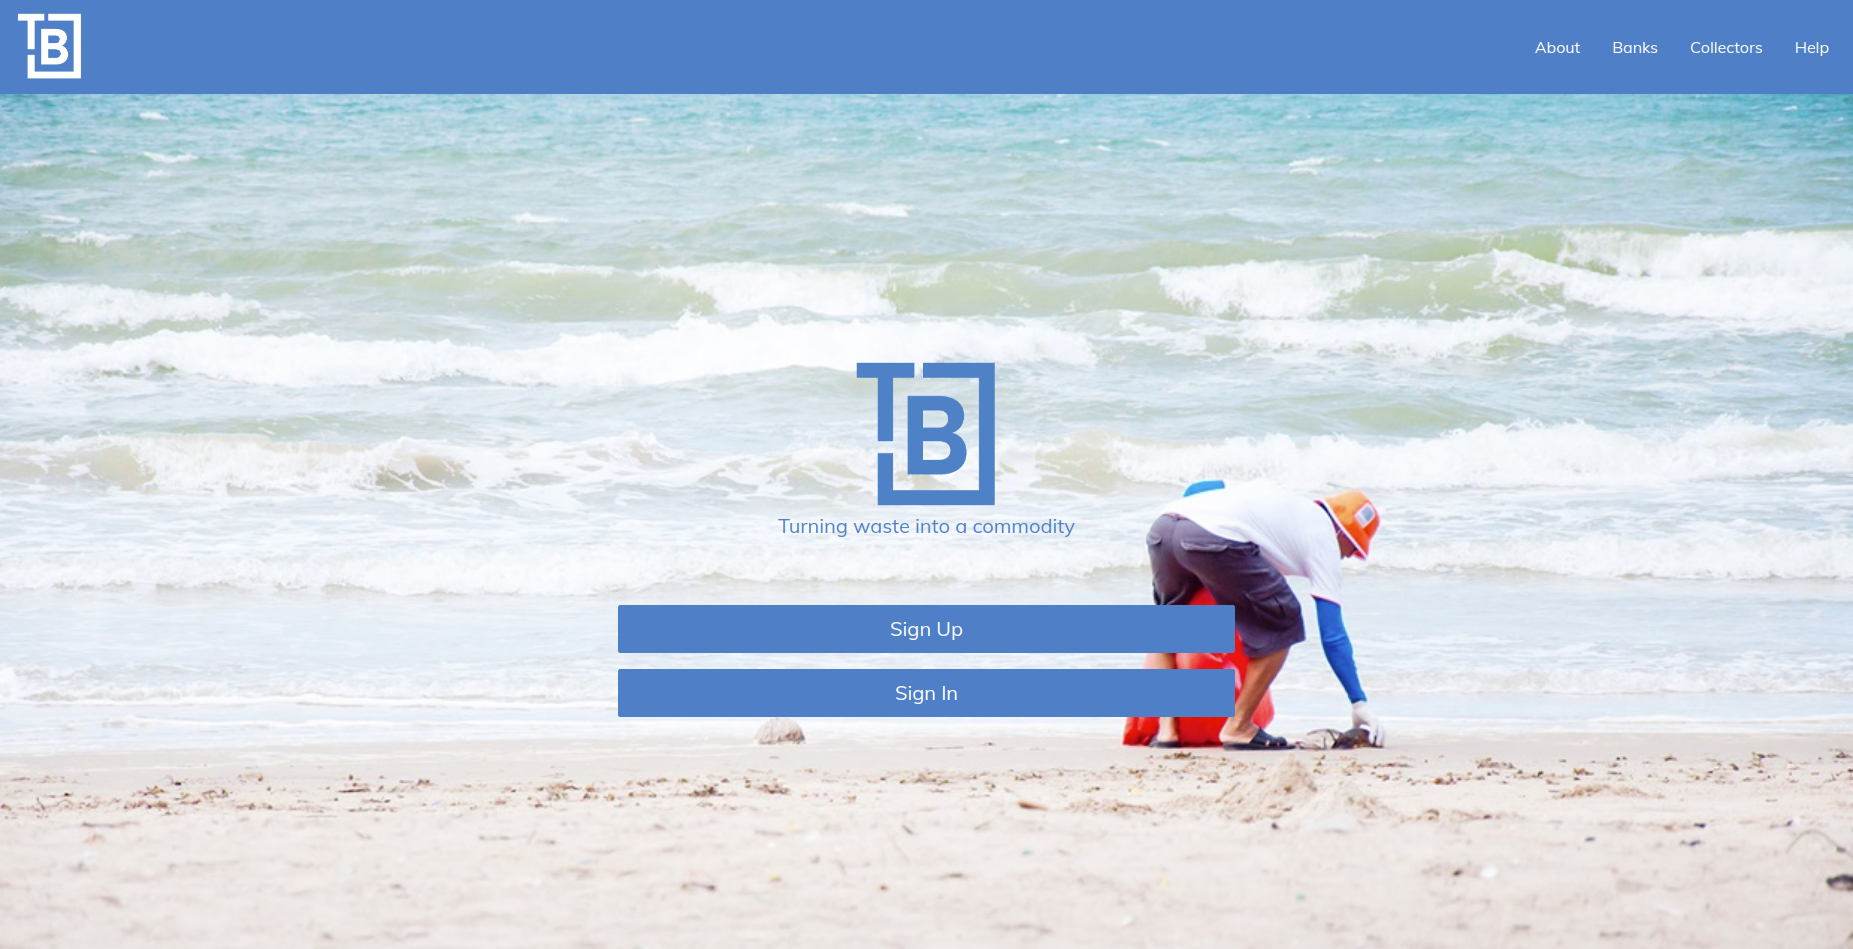 TB
About
Banks
Collectors
Help
TB
Turning waste into a commodity
Sign Up
Sign In